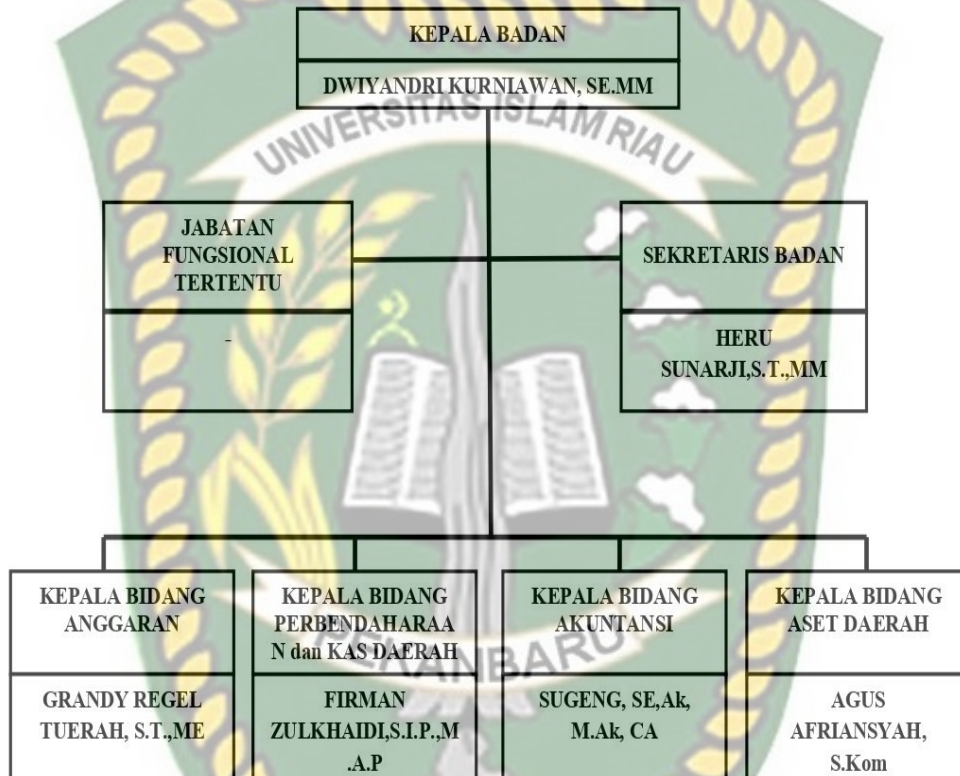 KEPALA BADAN
DWIYANDRI KURNIAWAN, SE.MM
UNIVERSITAS ISLAM RIAU
JABATAN
FUNGSIONAL
TERTENTU
-
SEKRETARIS BADAN
HERU
SUNARJI,S.T.,MM
KEPALA BIDANG
ANGGARAN
GRANDY REGEL
TUERAH, S.T.,ME
KEPALA BIDANG
PERBENDAHARAA
N dan KAS DAERAH
FIRMAN
ZULKHAIDI,S.I.P.,M
.A.P
KEPALA BIDANG
AKUNTANSI
SUGENG, SE,Ak,
M.Ak, CA
KEPALA BIDANG
ASET DAERAH
AGUS
AFRIANSYAH,
S.Kom
PEKANBARU